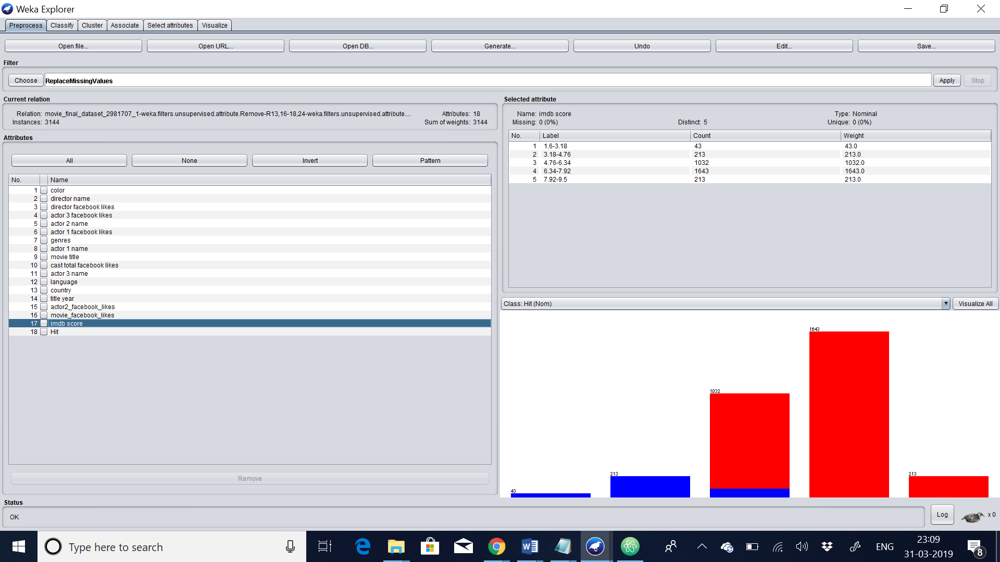 Weka Explorer
Preprocess Classify Cluster Associate Select attributes Visualize
Open file... Open URL... Open DB... Generate... Undo Edit... Save...
Filter
Choose ReplaceMissingValues Apply Stop
Current relation
Relation: movie_final_dataset_2981707_1-weka.filters.unsupervised.attribute.Remove-R13,16-18,24-weka.filters.unsupervised.attribute.... Attributes: 18
Instances: 3144 Sum of weights: 3144
Attributes
All None Invert Pattern
No. Name
1 color
2 director name
3 director facebook likes
4 actor 3 facebook likes
5 actor 2 name
6 actor 1 facebook likes
7 genres
8 actor 1 name
9 movie title
10 cast total facebook likes
11 actor 3 name
12 language
13 country
14 title year
15 actor2_facebook_likes
16 movie_facebook_likes
17 imdb score
18 Hit
Remove
Selected attribute
Name: imdb score Type: Nominal
Missing: 0 (0%) Distinct: 5 Unique: 0 (0%)
No. Label Count Weight
1 1.6-3.18 43 43.0
2 3.18-4.76 213 213.0
3 4.76-6.34 1032 1032.0
4 6.34-7.92 1643 1643.0
5 7.92-9.5 213 213.0
Class: Hit (Nom) Visualize All
43
213
1032
1643
213
Status
OK Log x 0
Type here to search
ENG
23:09
31-03-2019
8